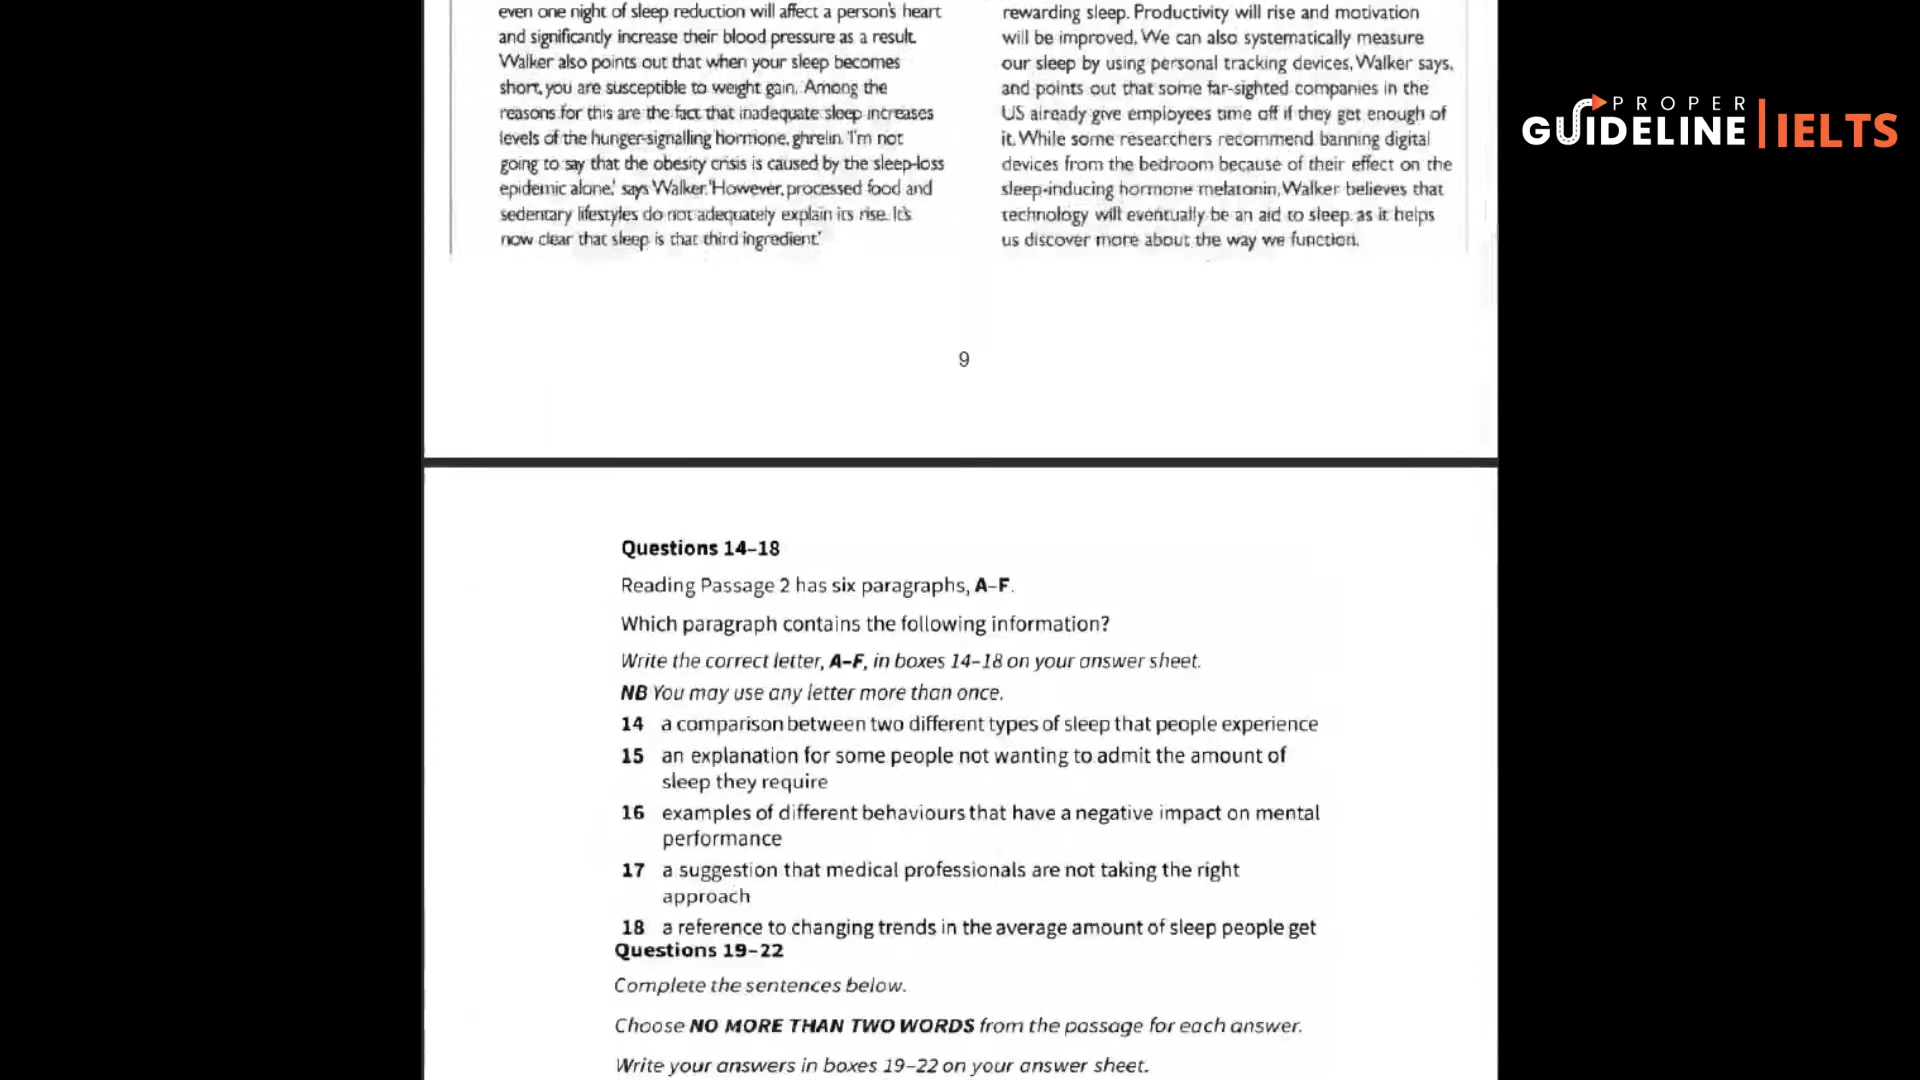 even one night of sleep reduction will affect a person's heart
and significantly increase their blood pressure as a result.
Walker also points out that when your sleep becomes
short, you are susceptible to weight gain. Among the
reasons for this are the fact that inadequate sleep increases
levels of the hunger-signalling hormone, ghrelin. 'I'm not
going to say that the obesity crisis is caused by the sleep-loss
epidemic alone,' says Walker. 'However, processed food and
sedentary lifestyles do not adequately explain its rise. It's
now clear that sleep is that third ingredient.'
rewarding sleep. Productivity will rise and motivation
will be improved. We can also systematically measure
our sleep by using personal tracking devices, Walker says,
and points out that some far-sighted companies in the
US already give employees time off if they get enough of
it. While some researchers recommend banning digital
devices from the bedroom because of their effect on the
sleep-inducing hormone melatonin, Walker believes that
technology will eventually be an aid to sleep, as it helps
us discover more about the way we function.
9
PROPER
GUIDELINE | IELTS
Questions 14–18
Reading Passage 2 has six paragraphs, A–F.
Which paragraph contains the following information?
Write the correct letter, A–F, in boxes 14–18 on your answer sheet.
NB You may use any letter more than once.
14 a comparison between two different types of sleep that people experience
15 an explanation for some people not wanting to admit the amount of
sleep they require
16 examples of different behaviours that have a negative impact on mental
performance
17 a suggestion that medical professionals are not taking the right
approach
18 a reference to changing trends in the average amount of sleep people get
Questions 19–22
Complete the sentences below.
Choose NO MORE THAN TWO WORDS from the passage for each answer.
Write your answers in boxes 19–22 on your answer sheet.